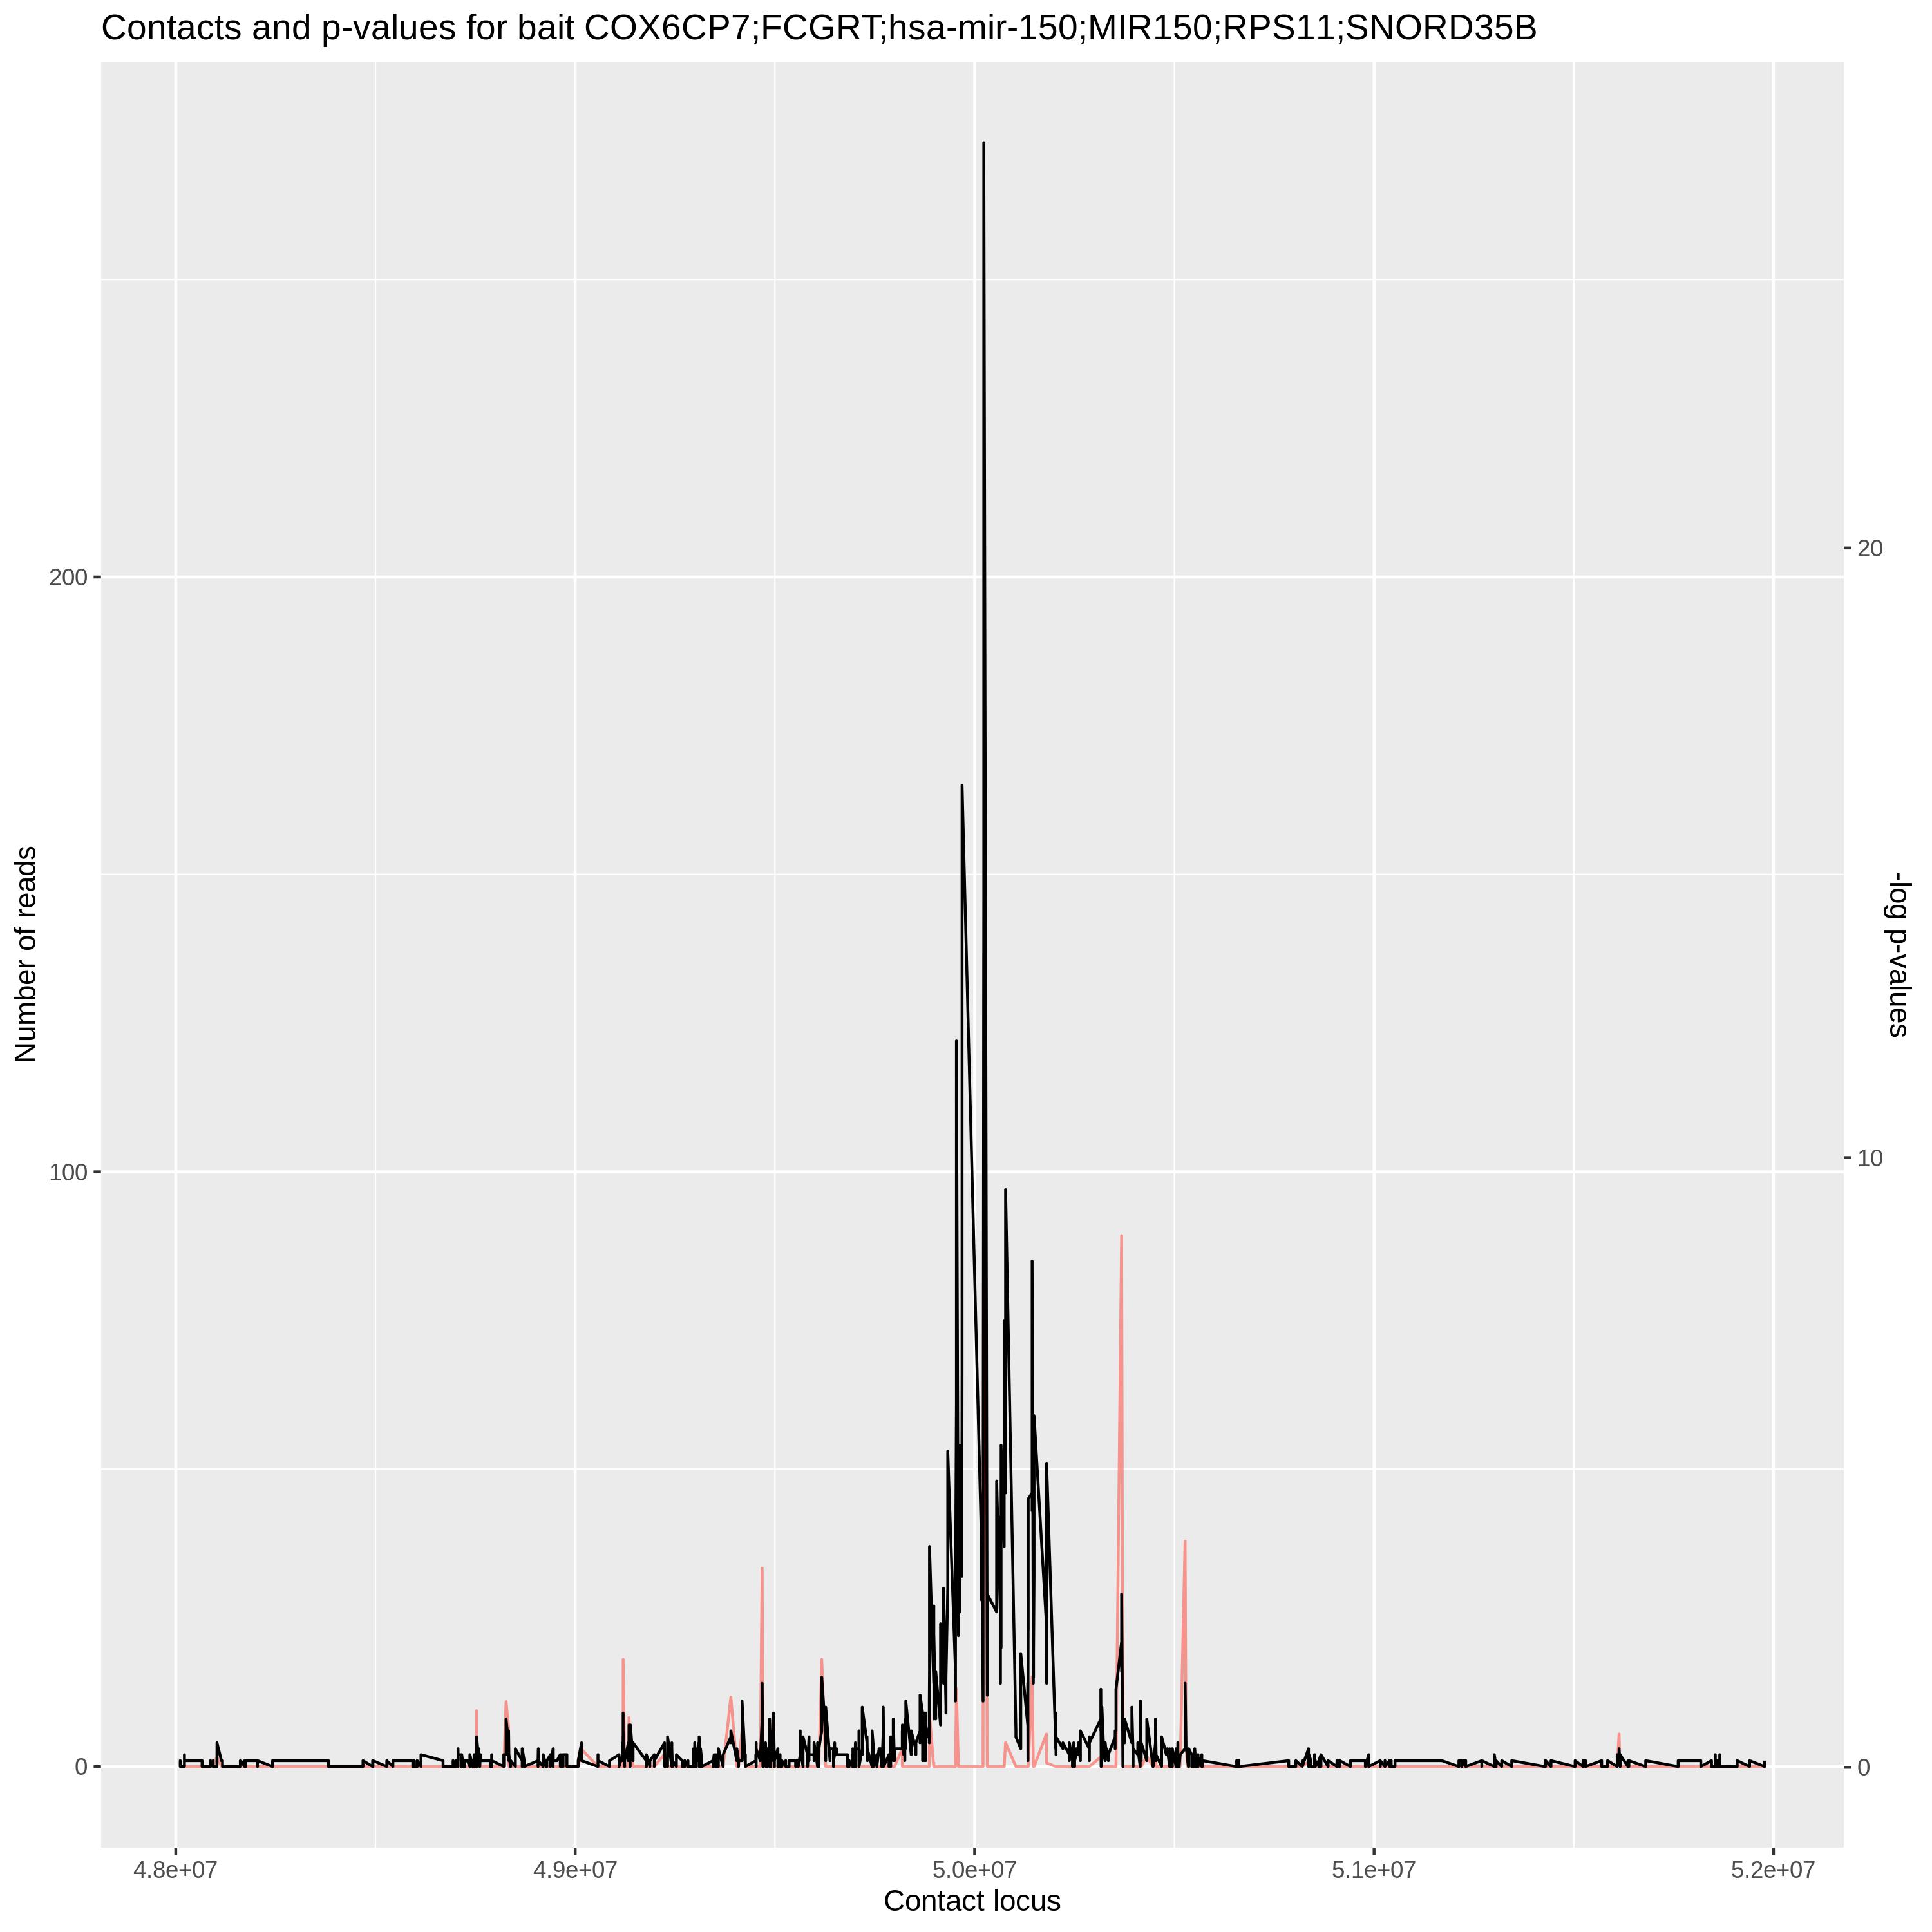 Contacts and p-values for bait COX6CP7;FCGRT;hsa-mir-150;MIR150;RPS11;SNORD35B
Number of reads
200
100
0
20
10
0
-log p-values
4.8e+07
4.9e+07
5.0e+07
5.1e+07
5.2e+07
Contact locus